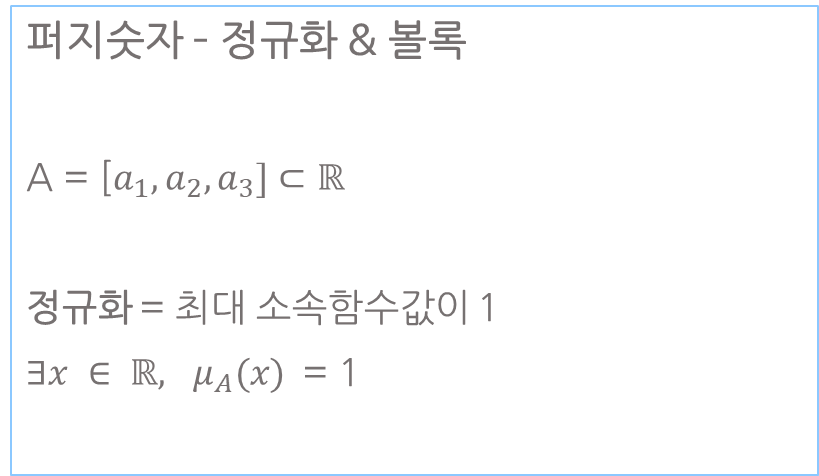 퍼지숫자 – 정규화 & 볼록
A = [𝑎₁, 𝑎₂, 𝑎₃] ⊂ ℝ
정규화 = 최대 소속함수값이 1
∃𝑥 ∈ ℝ, 𝜇_𝐴(𝑥) = 1